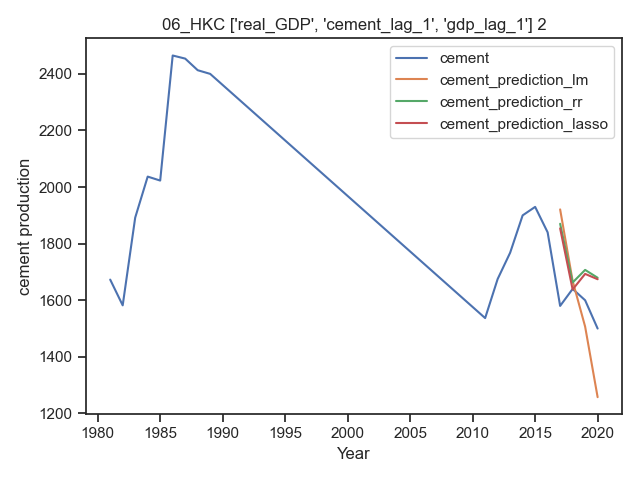 06_HKC ['real_GDP', 'cement_lag_1', 'gdp_lag_1'] 2
cement
cement_prediction_lm
cement_prediction_rr
cement_prediction_lasso
cement production
2400
2200
2000
1800
1600
1400
1200
1980 1985 1990 1995 2000 2005 2010 2015 2020
Year